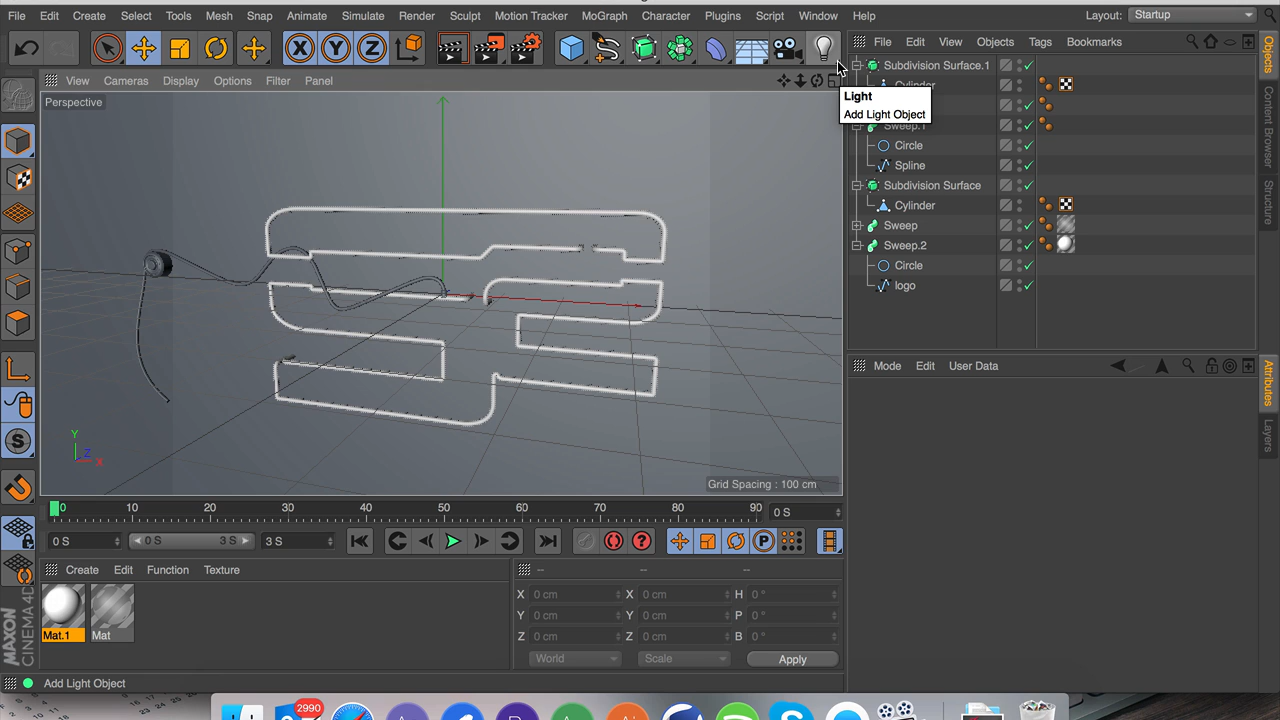 File Edit Create Select Tools Mesh Snap Animate Simulate Render Sculpt Motion Tracker MoGraph Character Plugins Script Window Help Layout: Startup
File Edit View Objects Tags Bookmarks
View Cameras Display Options Filter Panel
Perspective
Subdivision Surface.1
Cylinder
Light
Add Light Object
Sweep.1
Circle
Spline
Subdivision Surface
Cylinder
Sweep
Sweep.2
Circle
logo
Objects
Content Browser
Structure
Mode Edit User Data
Attributes
Layers
Y
Z
X
Grid Spacing : 100 cm
0 10 20 30 40 50 60 70 80 90 0 S
0 S 0 S 3 S 3 S
Create Edit Function Texture
Mat.1 Mat
-- -- --
X 0 cm X 0 cm H 0 °
Y 0 cm Y 0 cm P 0 °
Z 0 cm Z 0 cm B 0 °
World Scale Apply
MAXON
CINEMA 4D
Add Light Object
2990